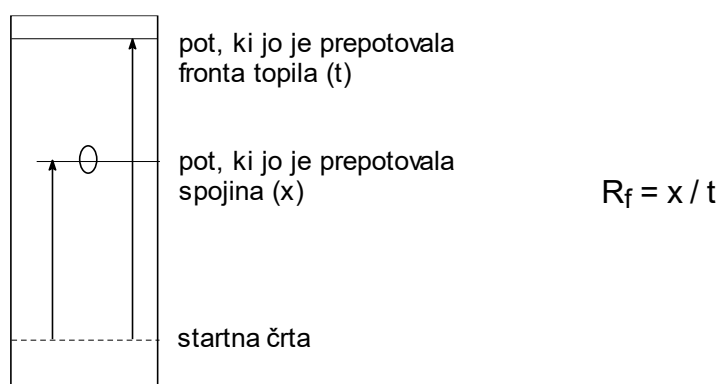 pot, ki jo je prepotovala
fronta topila (t)
pot, ki jo je prepotovala
spojina (x)
Rf = x / t
startna črta